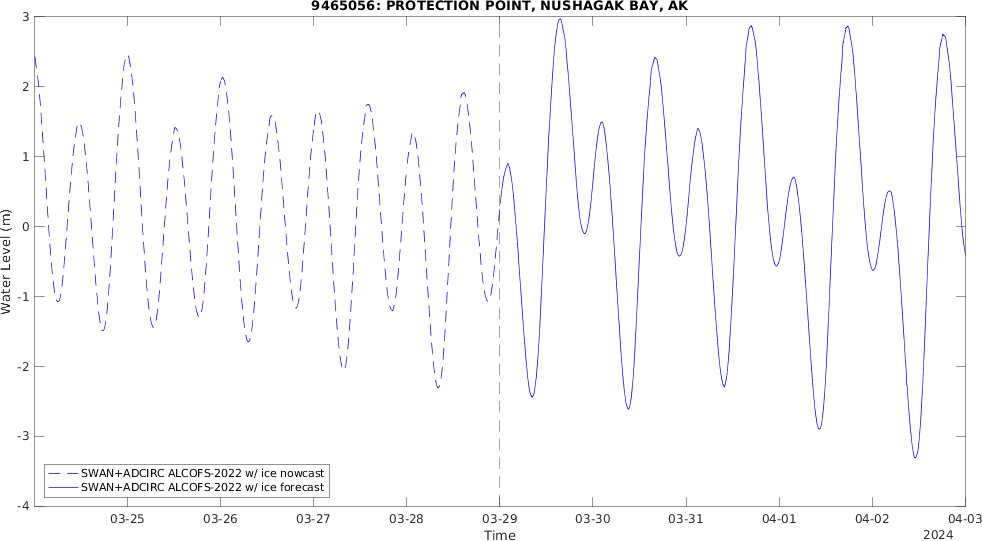 9465056: PROTECTION POINT, NUSHAGAK BAY, AK
3
2
1
0
-1
-2
-3
-4
Water Level (m)
SWAN+ADCIRC ALCOFS-2022 w/ ice nowcast
SWAN+ADCIRC ALCOFS-2022 w/ ice forecast
03-25 03-26 03-27 03-28 03-29 03-30 03-31 04-01 04-02 04-03
Time
2024